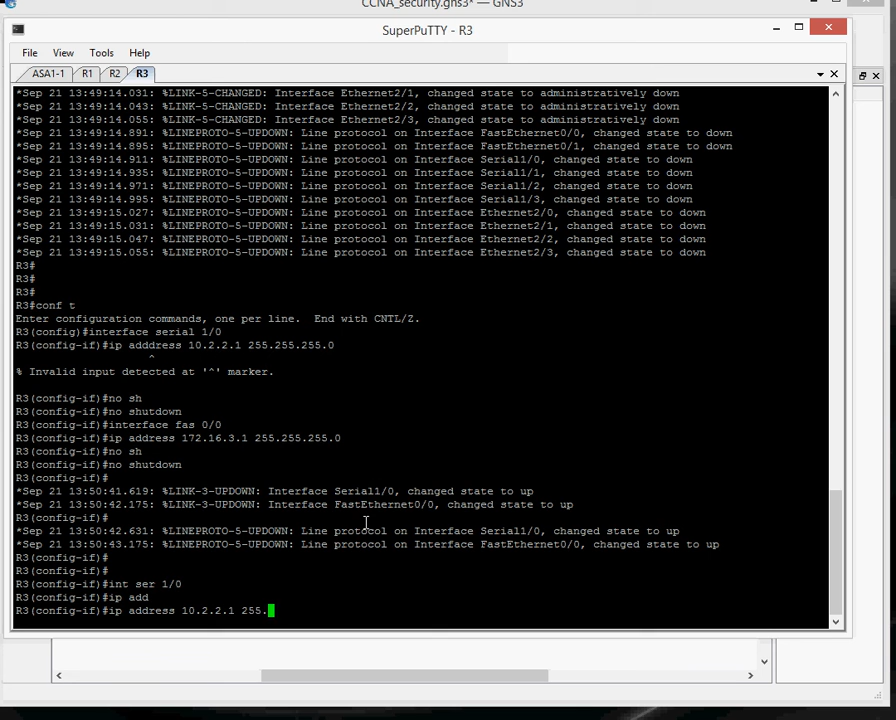 CCNA_security.gns3* — GNS3
SuperPuTTY - R3
File View Tools Help
ASA1-1 R1 R2 R3
*Sep 21 13:49:14.031: %LINK-5-CHANGED: Interface Ethernet2/1, changed state to administratively down
*Sep 21 13:49:14.043: %LINK-5-CHANGED: Interface Ethernet2/2, changed state to administratively down
*Sep 21 13:49:14.055: %LINK-5-CHANGED: Interface Ethernet2/3, changed state to administratively down
*Sep 21 13:49:14.891: %LINEPROTO-5-UPDOWN: Line protocol on Interface FastEthernet0/0, changed state to down
*Sep 21 13:49:14.895: %LINEPROTO-5-UPDOWN: Line protocol on Interface FastEthernet0/1, changed state to down
*Sep 21 13:49:14.911: %LINEPROTO-5-UPDOWN: Line protocol on Interface Serial1/0, changed state to down
*Sep 21 13:49:14.935: %LINEPROTO-5-UPDOWN: Line protocol on Interface Serial1/1, changed state to down
*Sep 21 13:49:14.971: %LINEPROTO-5-UPDOWN: Line protocol on Interface Serial1/2, changed state to down
*Sep 21 13:49:14.995: %LINEPROTO-5-UPDOWN: Line protocol on Interface Serial1/3, changed state to down
*Sep 21 13:49:15.027: %LINEPROTO-5-UPDOWN: Line protocol on Interface Ethernet2/0, changed state to down
*Sep 21 13:49:15.031: %LINEPROTO-5-UPDOWN: Line protocol on Interface Ethernet2/1, changed state to down
*Sep 21 13:49:15.047: %LINEPROTO-5-UPDOWN: Line protocol on Interface Ethernet2/2, changed state to down
*Sep 21 13:49:15.055: %LINEPROTO-5-UPDOWN: Line protocol on Interface Ethernet2/3, changed state to down
R3#
R3#
R3#
R3#conf t
Enter configuration commands, one per line.  End with CNTL/Z.
R3(config)#interface serial 1/0
R3(config-if)#ip adddress 10.2.2.1 255.255.255.0
^
% Invalid input detected at '^' marker.
R3(config-if)#no sh
R3(config-if)#no shutdown
R3(config-if)#interface fas 0/0
R3(config-if)#ip address 172.16.3.1 255.255.255.0
R3(config-if)#no sh
R3(config-if)#no shutdown
R3(config-if)#
*Sep 21 13:50:41.619: %LINK-3-UPDOWN: Interface Serial1/0, changed state to up
*Sep 21 13:50:42.175: %LINK-3-UPDOWN: Interface FastEthernet0/0, changed state to up
R3(config-if)#
*Sep 21 13:50:42.631: %LINEPROTO-5-UPDOWN: Line protocol on Interface Serial1/0, changed state to up
*Sep 21 13:50:43.175: %LINEPROTO-5-UPDOWN: Line protocol on Interface FastEthernet0/0, changed state to up
R3(config-if)#
R3(config-if)#
R3(config-if)#int ser 1/0
R3(config-if)#ip add
R3(config-if)#ip address 10.2.2.1 255.